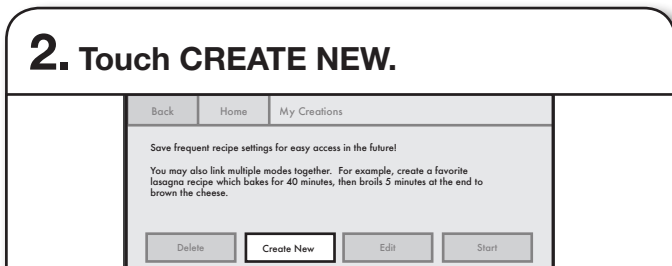 2. Touch CREATE NEW.
Back Home My Creations
Save frequent recipe settings for easy access in the future!
You may also link multiple modes together. For example, create a favorite
lasagna recipe which bakes for 40 minutes, then broils 5 minutes at the end to
brown the cheese.
Delete Create New Edit Start